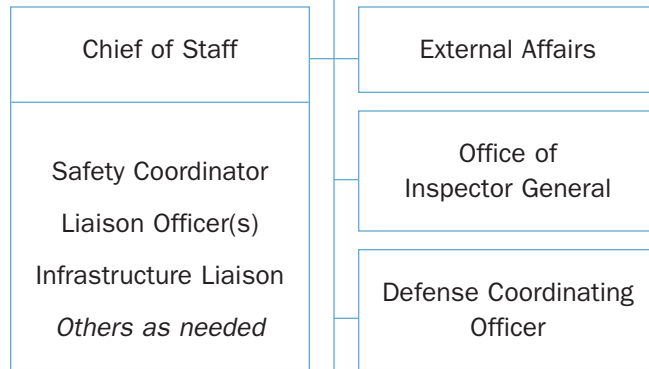 Chief of Staff
Safety Coordinator
Liaison Officer(s)
Infrastructure Liaison
Others as needed
External Affairs
Office of
Inspector General
Defense Coordinating
Officer